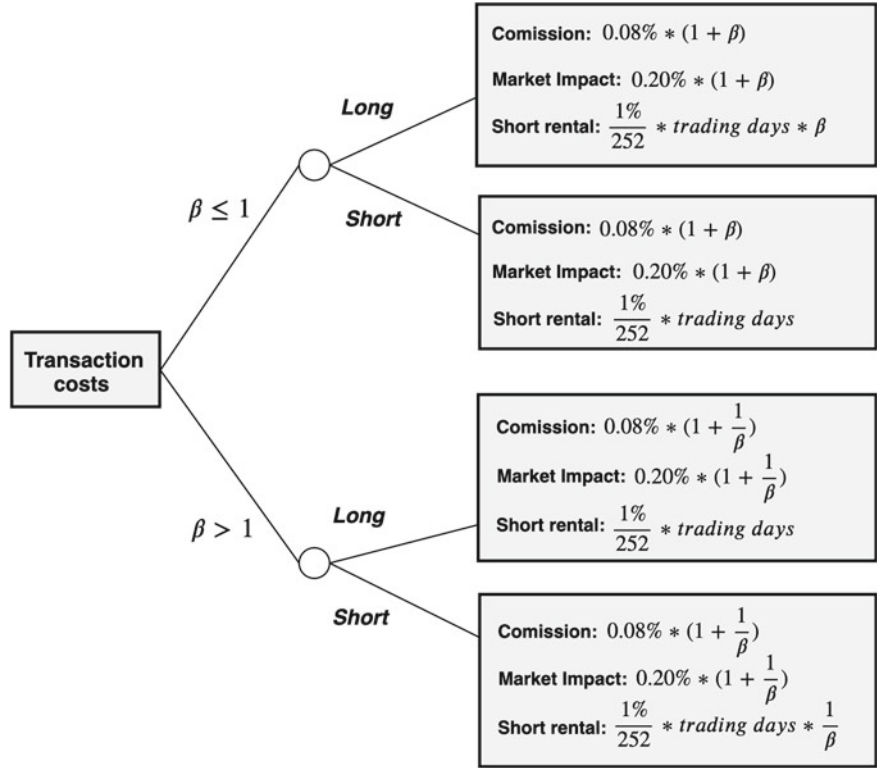 Comission: 0.08% * (1 + β)
Market Impact: 0.20% * (1 + β)
Short rental: 1%/252 * trading days * β
Long
β ≤ 1
Short
Comission: 0.08% * (1 + β)
Market Impact: 0.20% * (1 + β)
Short rental: 1%/252 * trading days
Transaction
costs
Comission: 0.08% * (1 + 1/β)
Market Impact: 0.20% * (1 + 1/β)
Short rental: 1%/252 * trading days
β > 1
Long
Short
Comission: 0.08% * (1 + 1/β)
Market Impact: 0.20% * (1 + 1/β)
Short rental: 1%/252 * trading days * 1/β